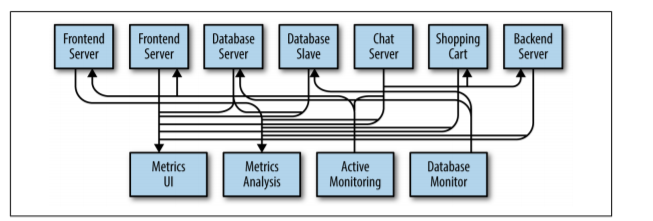 Frontend
Server
Frontend
Server
Database
Server
Database
Slave
Chat
Server
Shopping
Cart
Backend
Server
Metrics
UI
Metrics
Analysis
Active
Monitoring
Database
Monitor